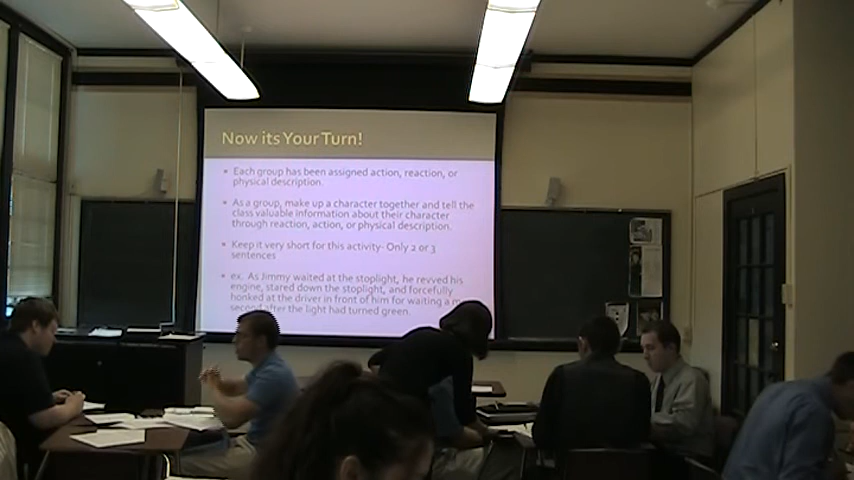 Now its Your Turn!
Each group has been assigned action, reaction, or
physical description.
As a group, make up a character together and tell the
class valuable information about their character
through reaction, action, or physical description.
Keep it very short for this activity- Only 2 or 3
sentences
ex. As Jimmy waited at the stoplight, he revved his
engine, stared down the stoplight, and forcefully
honked at the driver in front of him for waiting a
second after the light had turned green.